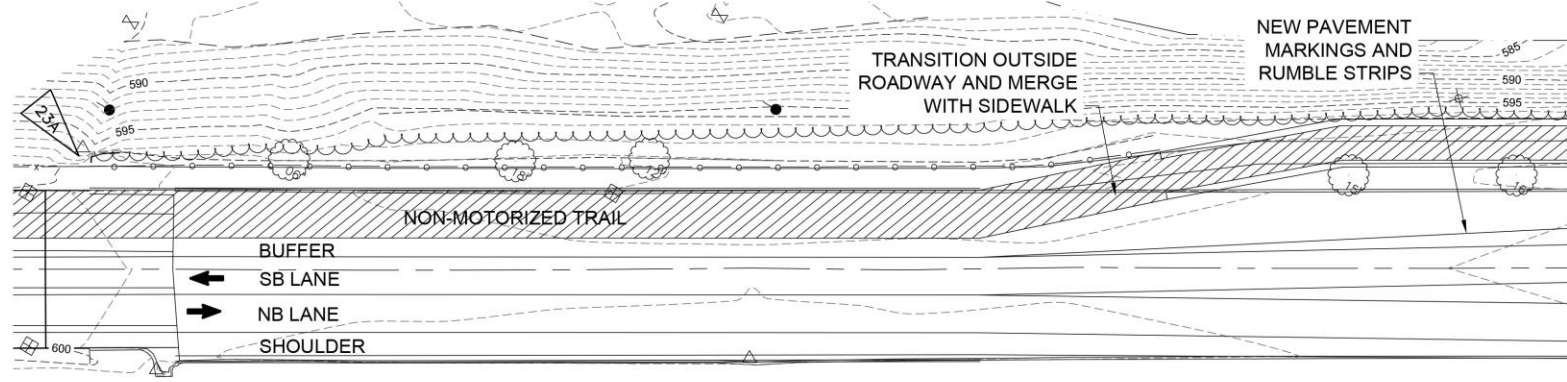 NEW PAVEMENT
MARKINGS AND
RUMBLE STRIPS
TRANSITION OUTSIDE
ROADWAY AND MERGE
WITH SIDEWALK
585
590
595
590
595
23A
NON-MOTORIZED TRAIL
BUFFER
SB LANE
NB LANE
SHOULDER
600